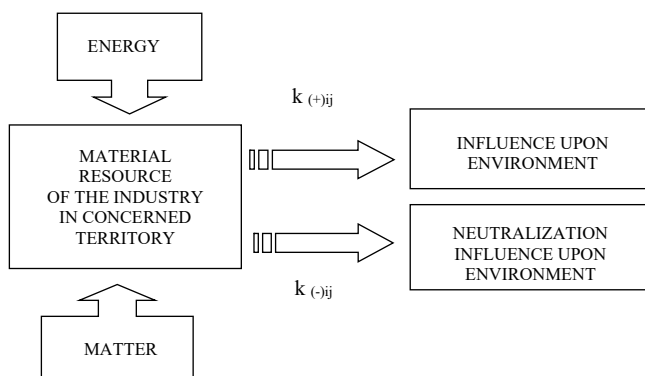 ENERGY
k (+)ij
MATERIAL
RESOURCE
OF THE INDUSTRY
IN CONCERNED
TERRITORY
INFLUENCE UPON
ENVIRONMENT
NEUTRALIZATION
INFLUENCE UPON
ENVIRONMENT
k (-)ij
MATTER